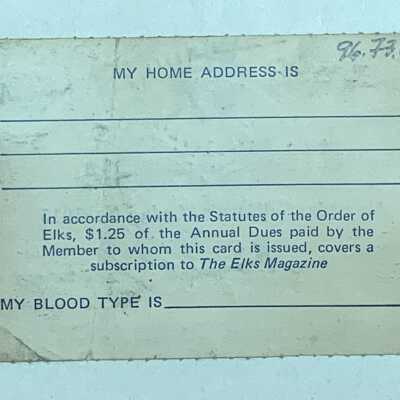 96.77.
MY HOME ADDRESS IS
In accordance with the Statutes of the Order of
Elks, $1.25 of the Annual Dues paid by the
Member to whom this card is issued, covers a
subscription to The Elks Magazine
MY BLOOD TYPE IS